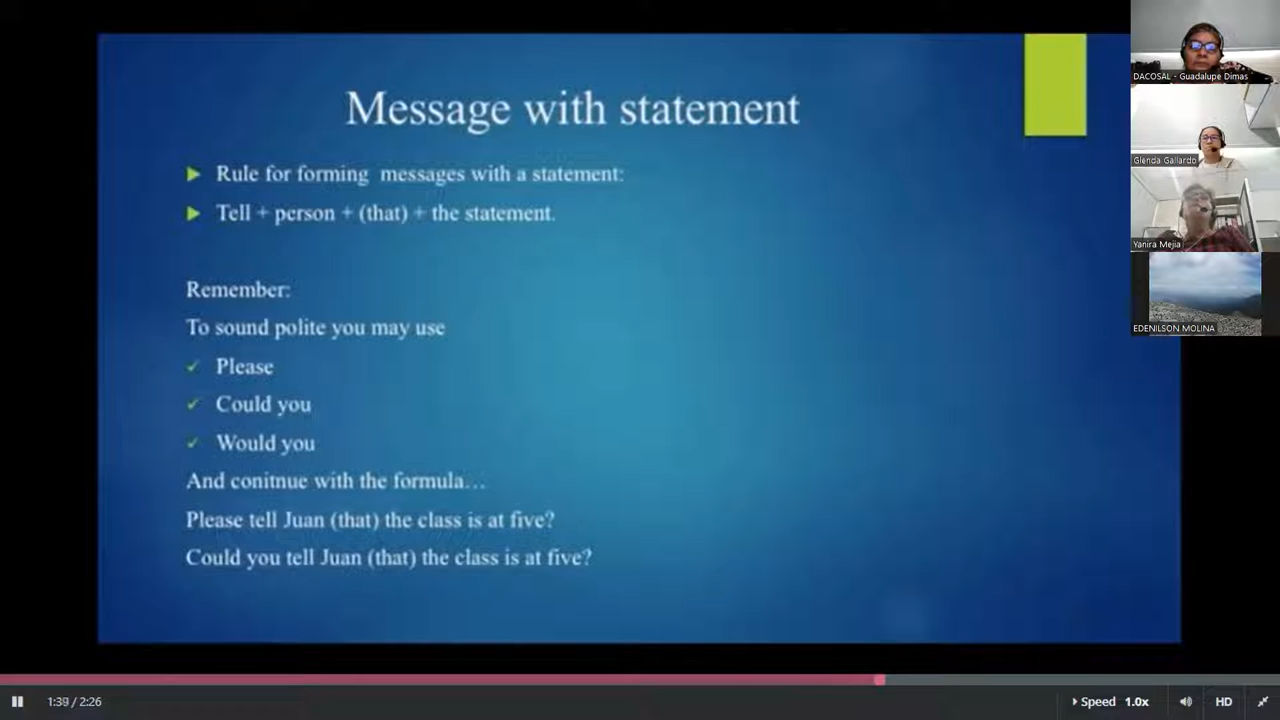 Message with statement
Rule for forming messages with a statement:
Tell + person + (that) + the statement.
Remember:
To sound polite you may use
Please
Could you
Would you
And conitnue with the formula…
Please tell Juan (that) the class is at five?
Could you tell Juan (that) the class is at five?
DACOSAL - Guadalupe Dimas
Glenda Gallardo
Yanira Mejia
EDENILSON MOLINA
1:39 / 2:26
Speed 1.0x
HD